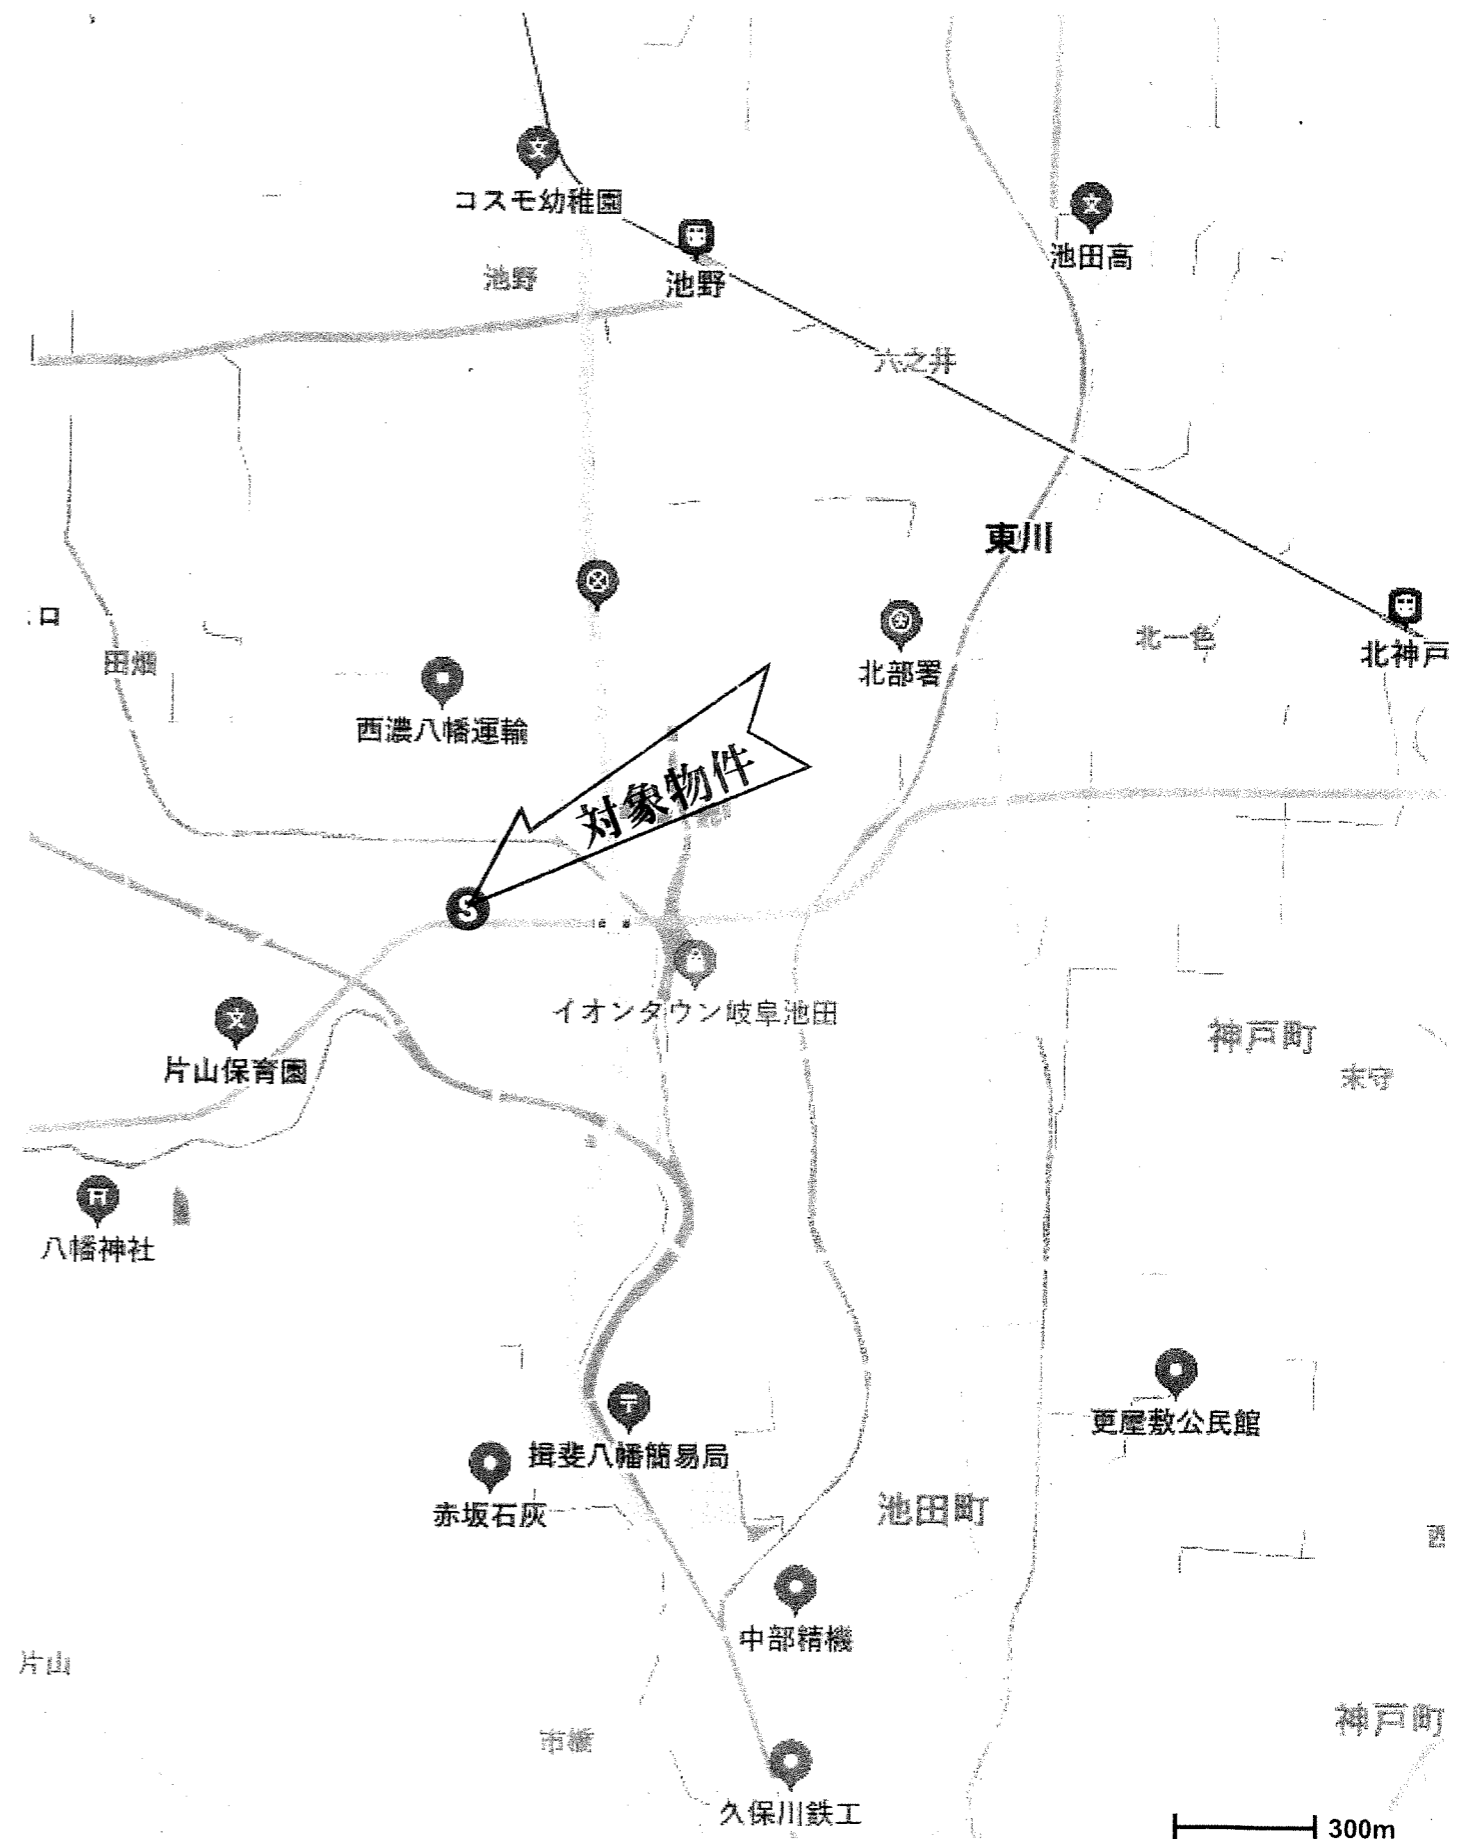 コスモ幼稚園
池田高
池野
池野
六之井
東川
口
田畑
北部署
北一色
北神戸
西濃八幡運輸
対象物件
S
イオンタウン岐阜池田
神戸町
末守
片山保育園
八幡神社
更屋敷公民館
揖斐八幡簡易局
赤坂石灰
池田町
西
中部精機
片山
神戸町
市橋
久保川鉄工
300m